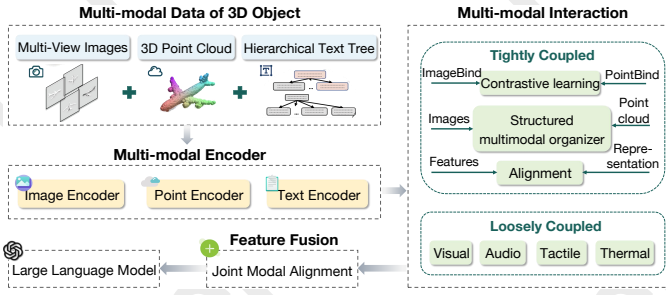 Multi-modal Data of 3D Object
Multi-View Images
3D Point Cloud
Hierarchical Text Tree
Multi-modal Encoder
Image Encoder
Point Encoder
Text Encoder
Feature Fusion
Large Language Model
Joint Modal Alignment
Multi-modal Interaction
Tightly Coupled
ImageBind
Contrastive learning
PointBind
Images
Structured
multimodal organizer
Point
cloud
Features
Alignment
Repre-
sentation
Loosely Coupled
Visual
Audio
Tactile
Thermal